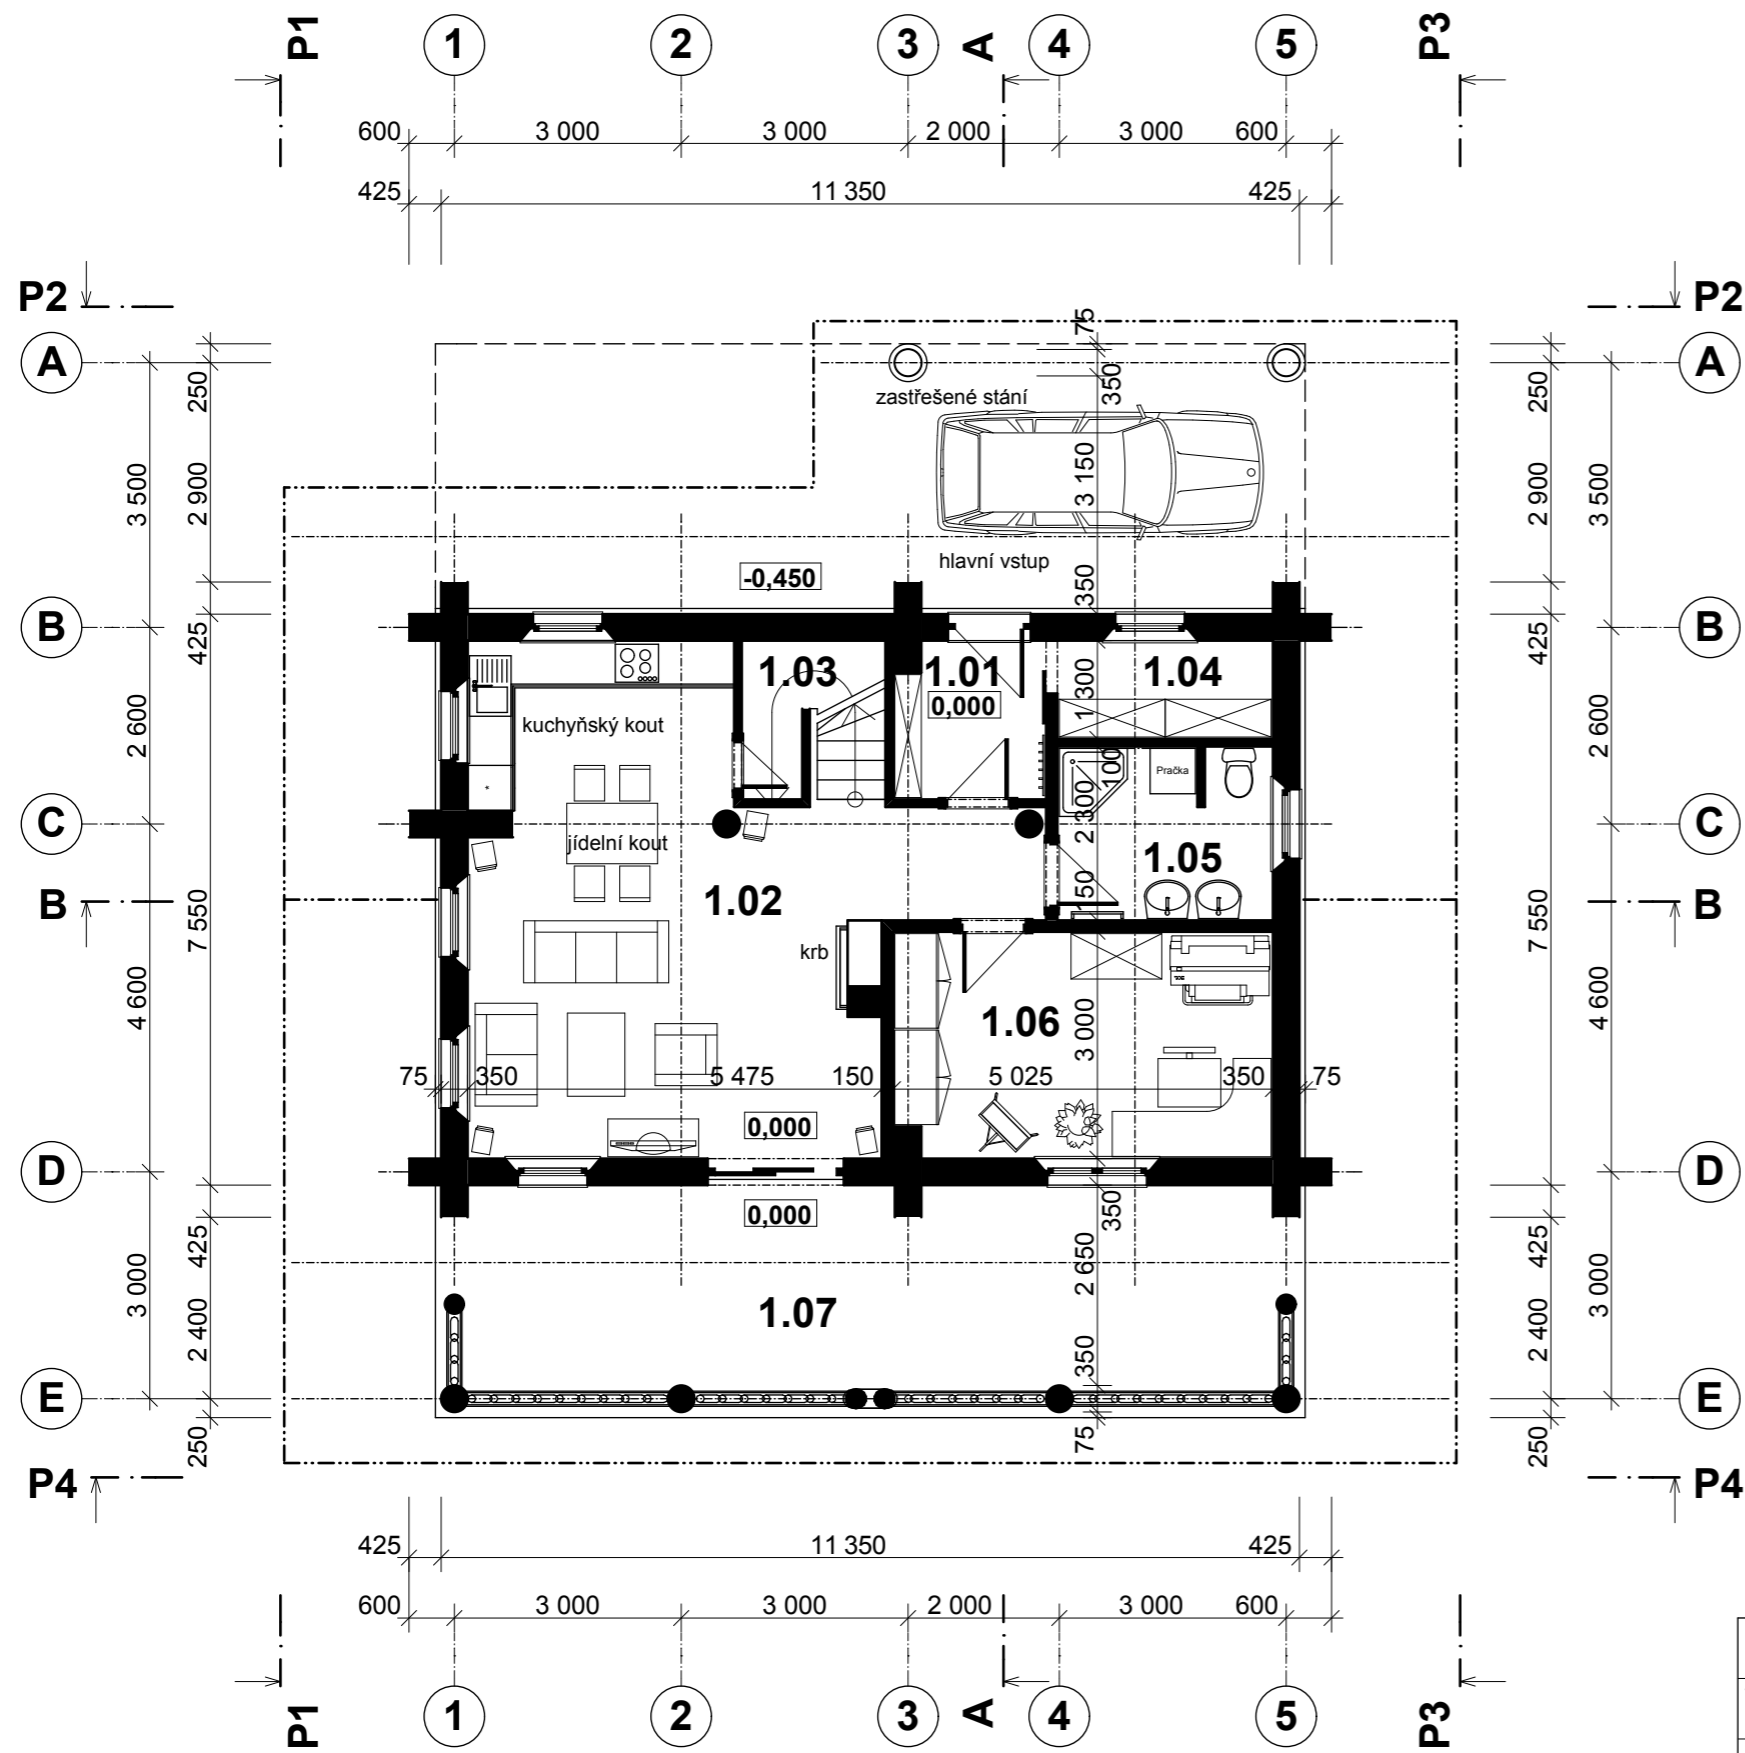 P1 1 2 3 A 4 5 P3
600 3 000 3 000 2 000 3 000 600
425 11 350 425
P2 P2
A A
75
250 350 250
zastřešené stání
3 500 2 900 3 150 2 900 3 500
hlavní vstup
-0,450
350
B B
425 425
1.03 1.01 1.04
1 300
0,000
kuchyňský kout
2 600 2 600
Pračka
100
2 300
C C
jídelní kout
1.05
150
B 1.02 B
7 550 7 550
krb
4 600 4 600
1.06
3 000
75 350 5 475 150 5 025 350 75
0,000
D D
0,000
350
425 425
3 000 2 650 3 000
1.07
2 400 350 2 400
E E
250 75 250
P4 P4
425 11 350 425
600 3 000 3 000 2 000 3 000 600
P1 1 2 3 A 4 5 P3